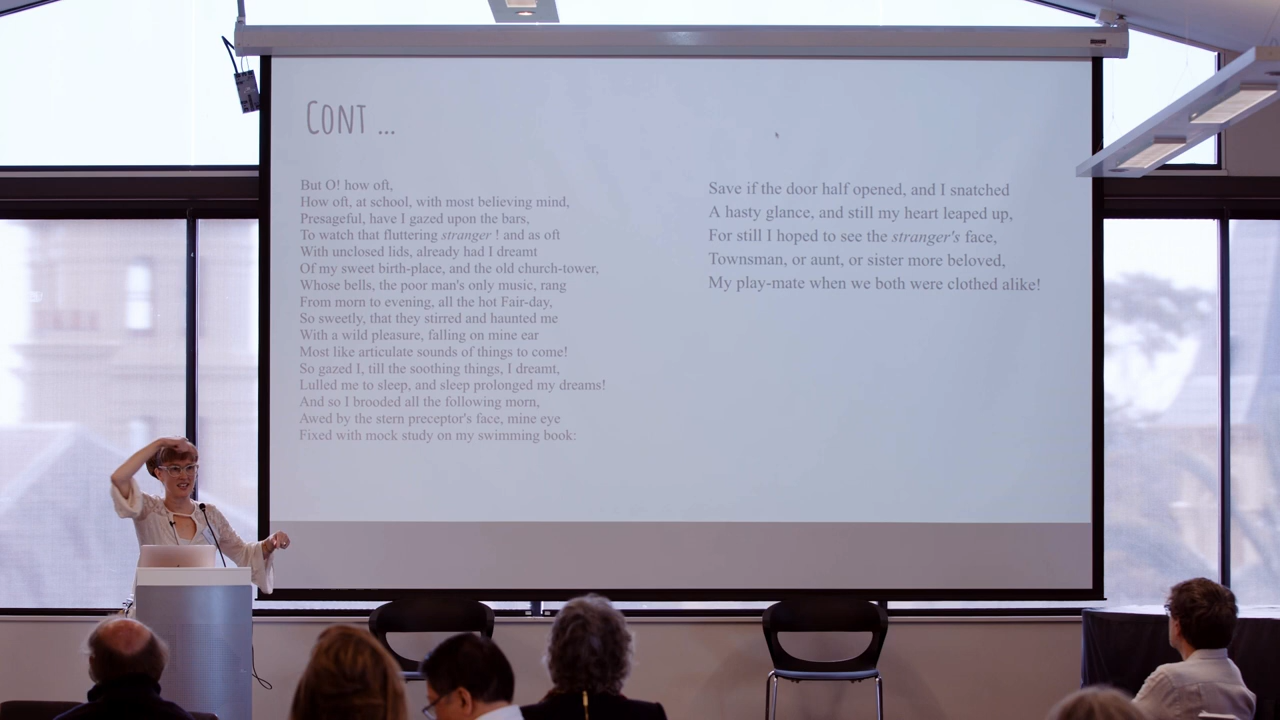 CONT ...
But O! how oft,
How oft, at school, with most believing mind,
Presageful, have I gazed upon the bars,
To watch that fluttering stranger ! and as oft
With unclosed lids, already had I dreamt
Of my sweet birth-place, and the old church-tower,
Whose bells, the poor man's only music, rang
From morn to evening, all the hot Fair-day,
So sweetly, that they stirred and haunted me
With a wild pleasure, falling on mine ear
Most like articulate sounds of things to come!
So gazed I, till the soothing things, I dreamt,
Lulled me to sleep, and sleep prolonged my dreams!
And so I brooded all the following morn,
Awed by the stern preceptor's face, mine eye
Fixed with mock study on my swimming book:
Save if the door half opened, and I snatched
A hasty glance, and still my heart leaped up,
For still I hoped to see the stranger's face,
Townsman, or aunt, or sister more beloved,
My play-mate when we both were clothed alike!